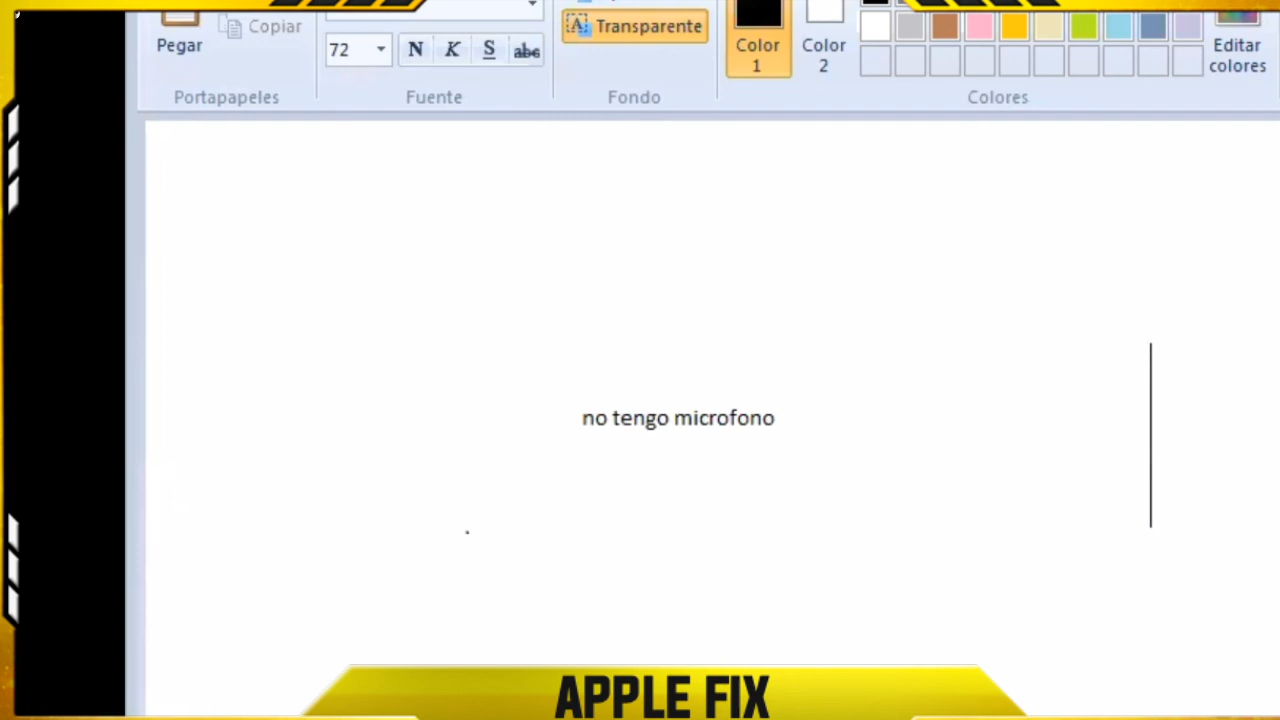 Pegar
Copiar
Portapapeles
72
N K S abc
Fuente
Transparente
Fondo
Color 1
Color 2
Editar colores
Colores
no tengo microfono
.
APPLE FIX